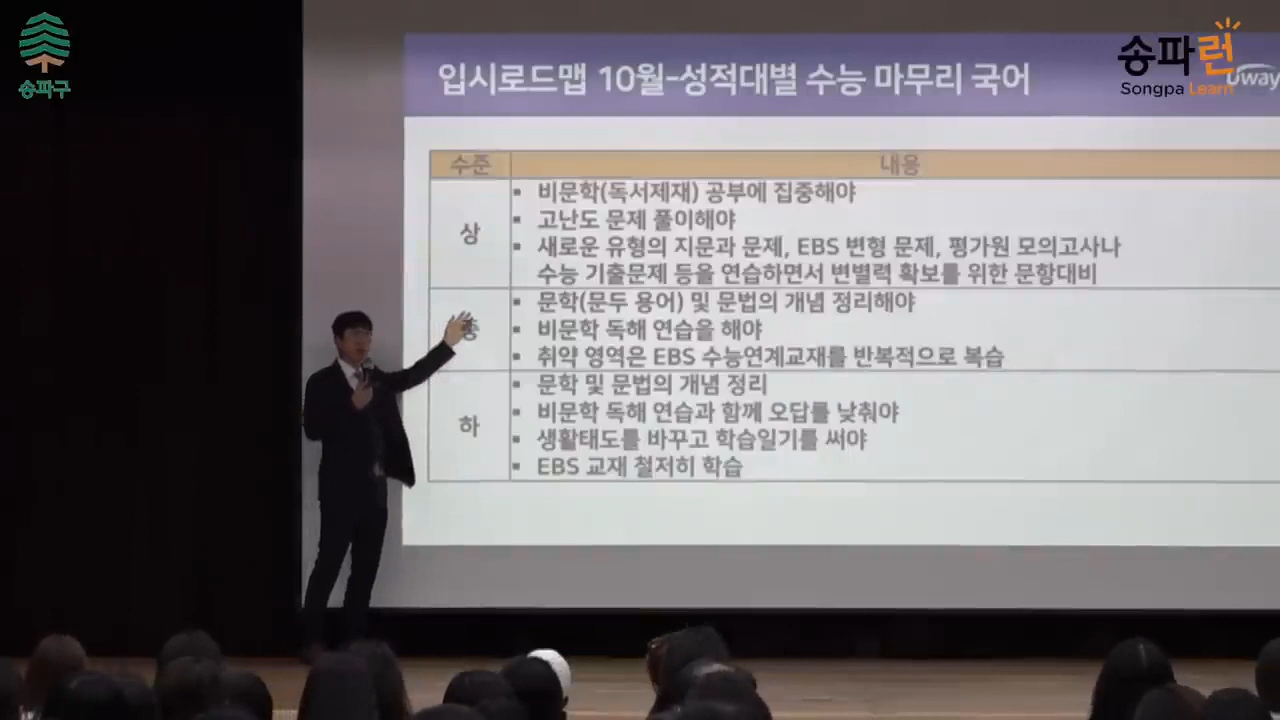 송파구
송파런
Songpa Learn
Uway
입시로드맵 10월-성적대별 수능 마무리 국어
수준
내용
상
▪ 비문학(독서제재) 공부에 집중해야
▪ 고난도 문제 풀이해야
▪ 새로운 유형의 지문과 문제, EBS 변형 문제, 평가원 모의고사나
수능 기출문제 등을 연습하면서 변별력 확보를 위한 문항대비
중
▪ 문학(문두 용어) 및 문법의 개념 정리해야
▪ 비문학 독해 연습을 해야
▪ 취약 영역은 EBS 수능연계교재를 반복적으로 복습
하
▪ 문학 및 문법의 개념 정리
▪ 비문학 독해 연습과 함께 오답률 낮춰야
▪ 생활태도를 바꾸고 학습일기를 써야
▪ EBS 교재 철저히 학습